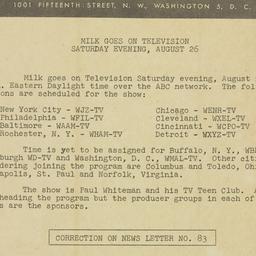 1001 FIFTEENTH STREET, N. W., WASHINGTON 5, D. C.
MILK GOES ON TELEVISION
SATURDAY EVENING, AUGUST 26
Milk goes on Television Saturday evening, August
. Eastern Daylight time over the ABC network. The fol
ons are scheduled for the show:
New York City - WJZ-TV Chicago - WENR-TV
Philadelphia - WFIL-TV Cleveland - WXEL-TV
Baltimore - WAAM-TV Cincinnati - WCPO-TV
Rochester, N. Y. - WHAM-TV Detroit - WXYZ-TV
Time is yet to be assigned for Buffalo, N. Y., WB
burgh WD-TV and Washington, D. C., WMAL-TV. Other cit
dering joining the program are Columbus and Toledo, Ohi
apolis, St. Paul and Norfolk, Virginia.
The show is Paul Whiteman and his TV Teen Club. A
heading the program but the producer groups in each of
s are the sponsors.
CORRECTION ON NEWS LETTER NO. 83